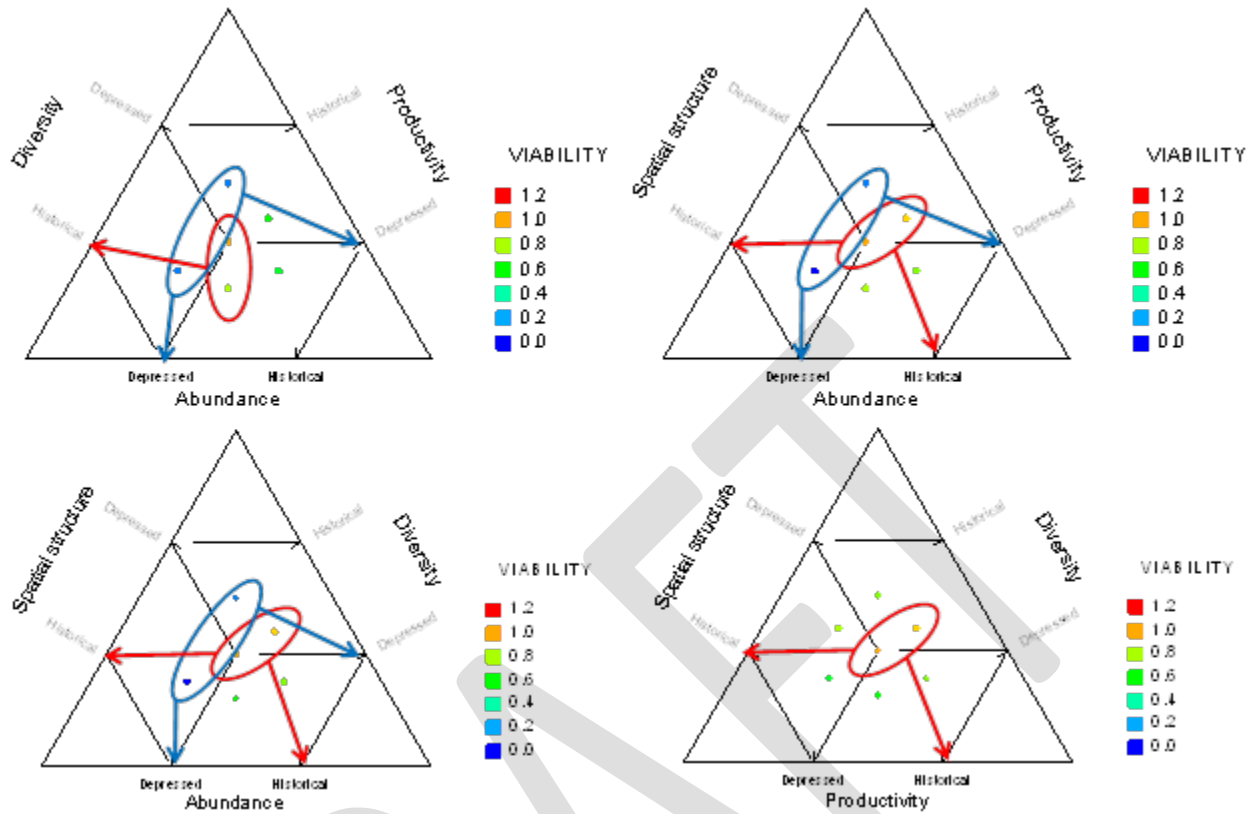 Diversity
Depressed
Historical
Productivity
Historical
Depressed
Depressed
Historical
Abundance
VIABILITY
1.2
1.0
0.8
0.6
0.4
0.2
0.0
Spatial structure
Depressed
Historical
Productivity
Historical
Depressed
Depressed
Historical
Abundance
VIABILITY
1.2
1.0
0.8
0.6
0.4
0.2
0.0
Spatial structure
Depressed
Historical
Diversity
Historical
Depressed
Depressed
Historical
Abundance
VIABILITY
1.2
1.0
0.8
0.6
0.4
0.2
0.0
Spatial structure
Depressed
Historical
Diversity
Historical
Depressed
Depressed
Historical
Productivity
VIABILITY
1.2
1.0
0.8
0.6
0.4
0.2
0.0